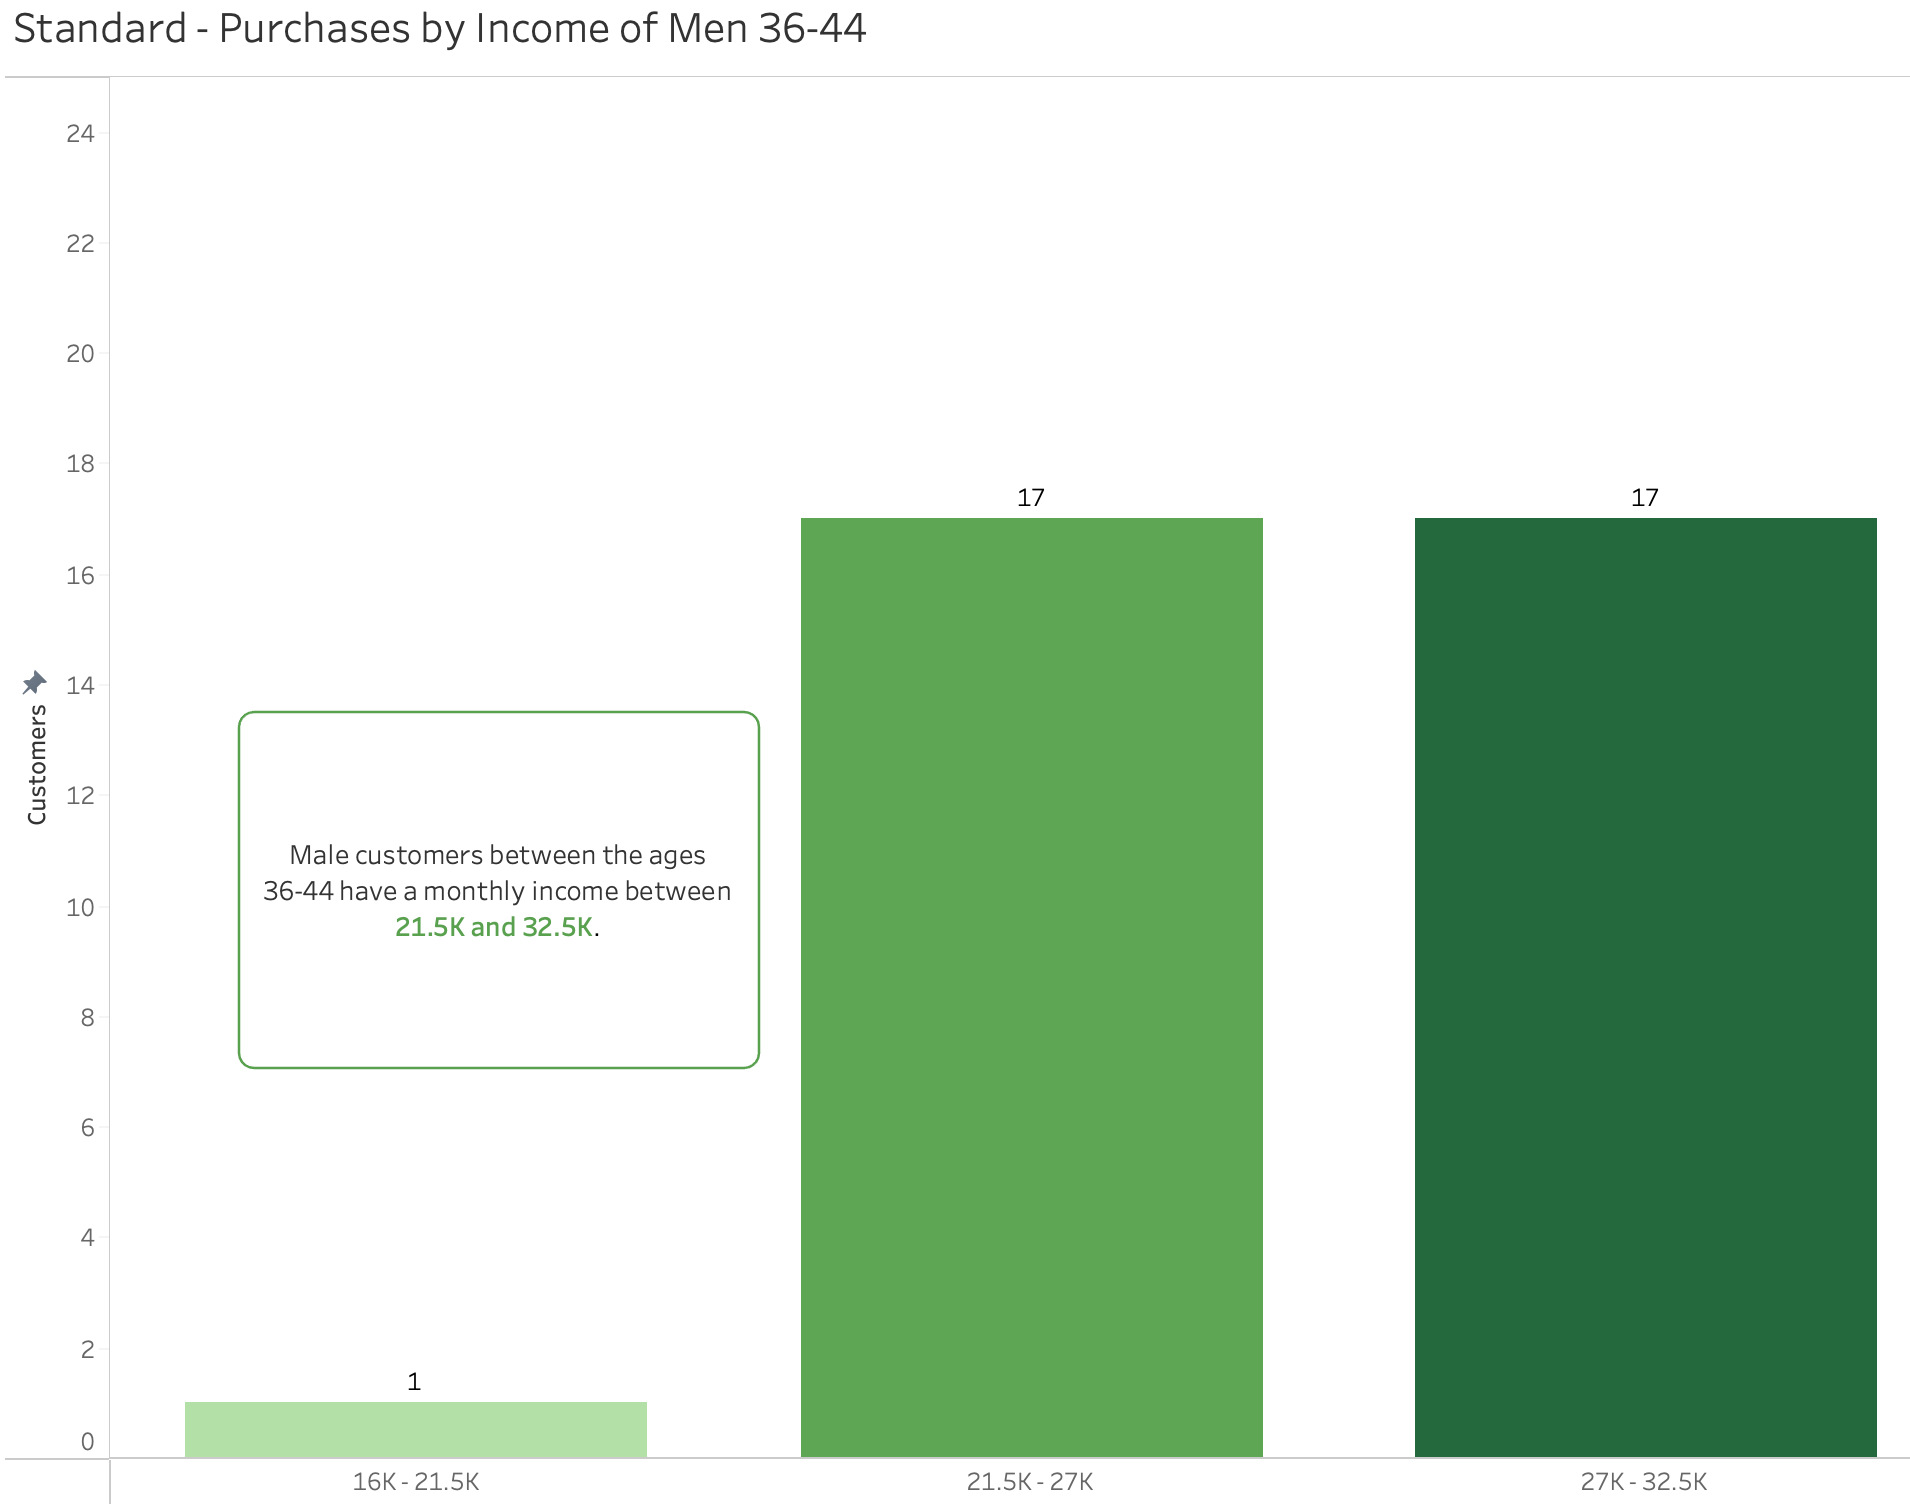 Standard - Purchases by Income of Men 36-44
24
22
20
18
16
14
12
10
8
6
4
2
0
Customers
17
17
1
Male customers between the ages
36-44 have a monthly income between
21.5K and 32.5K.
16K - 21.5K
21.5K - 27K
27K - 32.5K